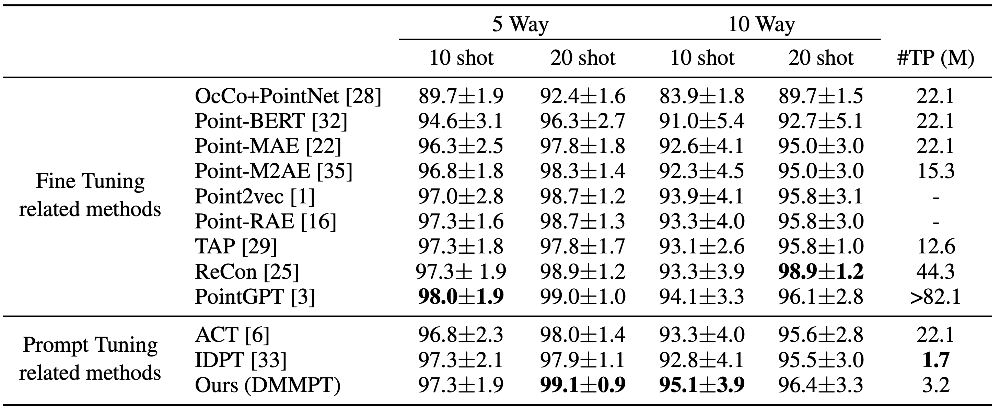 5 Way 10 Way
10 shot 20 shot 10 shot 20 shot #TP (M)
Fine Tuning
related methods
OcCo+PointNet [28] 89.7±1.9 92.4±1.6 83.9±1.8 89.7±1.5 22.1
Point-BERT [32] 94.6±3.1 96.3±2.7 91.0±5.4 92.7±5.1 22.1
Point-MAE [22] 96.3±2.5 97.8±1.8 92.6±4.1 95.0±3.0 22.1
Point-M2AE [35] 96.8±1.8 98.3±1.4 92.3±4.5 95.0±3.0 15.3
Point2vec [1] 97.0±2.8 98.7±1.2 93.9±4.1 95.8±3.1 -
Point-RAE [16] 97.3±1.6 98.7±1.3 93.3±4.0 95.8±3.0 -
TAP [29] 97.3±1.8 97.8±1.7 93.1±2.6 95.8±1.0 12.6
ReCon [25] 97.3± 1.9 98.9±1.2 93.3±3.9 98.9±1.2 44.3
PointGPT [3] 98.0±1.9 99.0±1.0 94.1±3.3 96.1±2.8 >82.1
Prompt Tuning
related methods
ACT [6] 96.8±2.3 98.0±1.4 93.3±4.0 95.6±2.8 22.1
IDPT [33] 97.3±2.1 97.9±1.1 92.8±4.1 95.5±3.0 1.7
Ours (DMMPT) 97.3±1.9 99.1±0.9 95.1±3.9 96.4±3.3 3.2